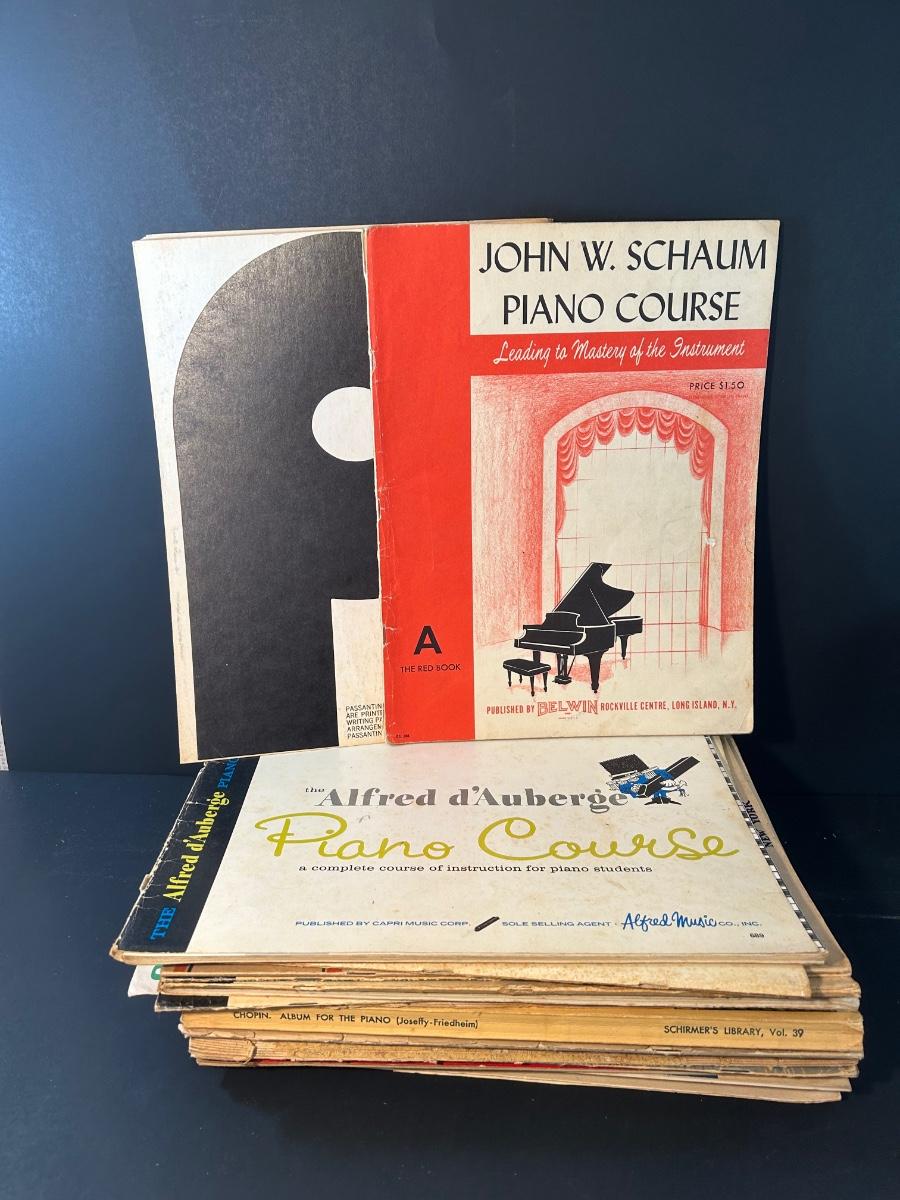 JOHN W. SCHAUM
PIANO COURSE
Leading to Mastery of the Instrument
PRICE $1.50
A
THE RED BOOK
PUBLISHED BY BELWIN ROCKVILLE CENTRE, LONG ISLAND, N.Y.
PASSANTIN
ARE PRINTE
WRITING PA
ARRANGEM
PASSANTIN
THE Alfred d'Auberge PIANO
the Alfred d'Auberge
Piano Course
a complete course of instruction for piano students
PUBLISHED BY CAPRI MUSIC CORP. SOLE SELLING AGENT · Alfred Music CO., INC.
689
NEW YORK
CHOPIN. ALBUM FOR THE PIANO (Joseffy-Friedheim) SCHIRMER'S LIBRARY, Vol. 39